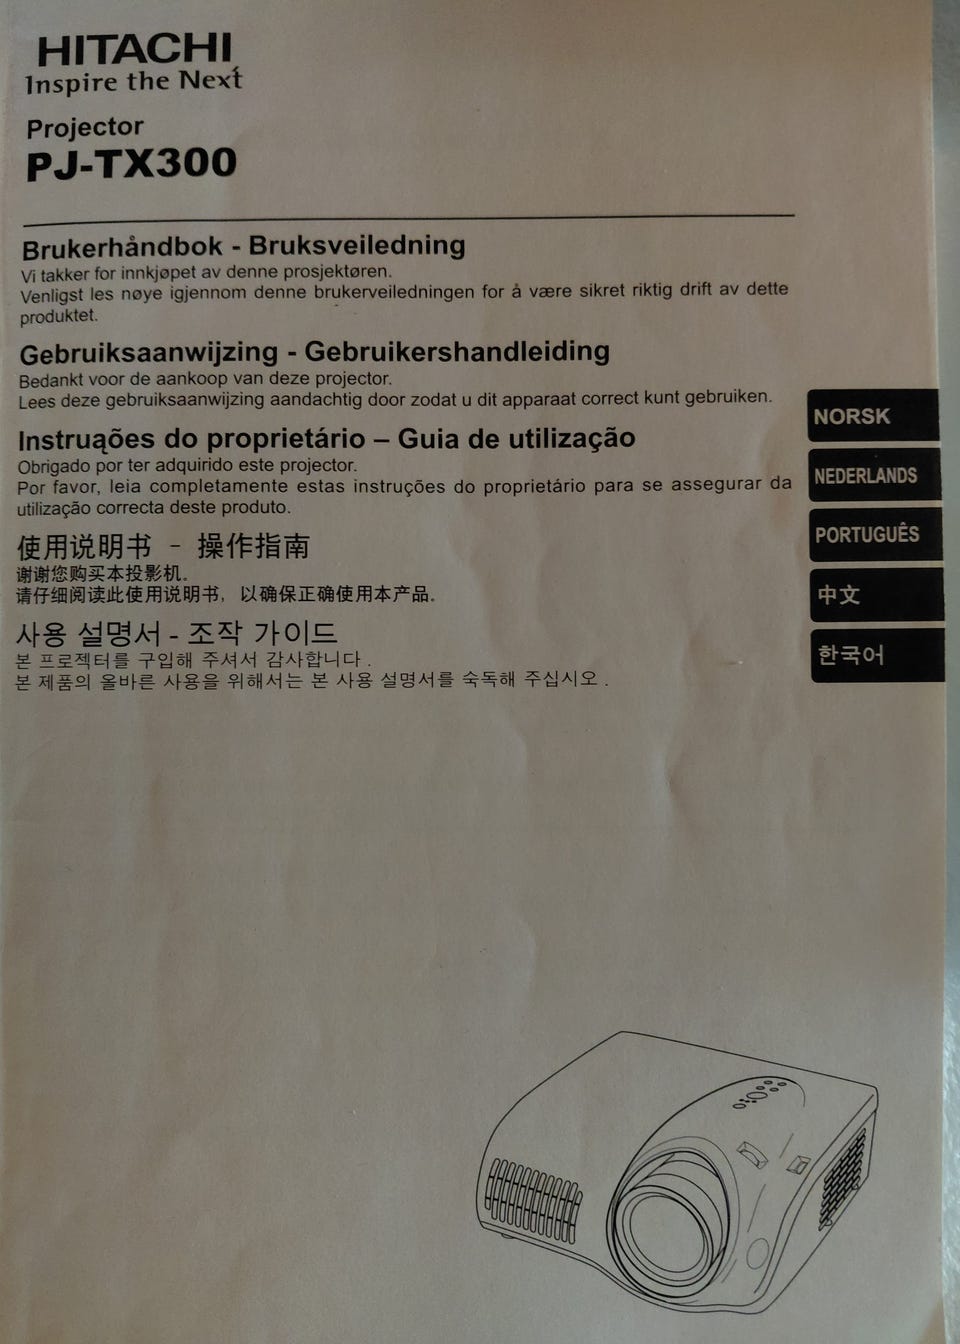 HITACHI
Inspire the Next
Projector
PJ-TX300
Brukerhåndbok - Bruksveiledning
Vi takker for innkjøpet av denne prosjektøren.
Venligst les nøye igjennom denne brukerveiledningen for å være sikret riktig drift av dette
produktet.
Gebruiksaanwijzing - Gebruikershandleiding
Bedankt voor de aankoop van deze projector.
Lees deze gebruiksaanwijzing aandachtig door zodat u dit apparaat correct kunt gebruiken.
Instruąões do proprietário – Guia de utilização
Obrigado por ter adquirido este projector.
Por favor, leia completamente estas instruções do proprietário para se assegurar da
utilização correcta deste produto.
使用说明书 - 操作指南
谢谢您购买本投影机。
请仔细阅读此使用说明书，以确保正确使用本产品。
사용 설명서 - 조작 가이드
본 프로젝터를 구입해 주셔서 감사합니다.
본 제품의 올바른 사용을 위해서는 본 사용 설명서를 숙독해 주십시오.
NORSK
NEDERLANDS
PORTUGUÊS
中文
한국어